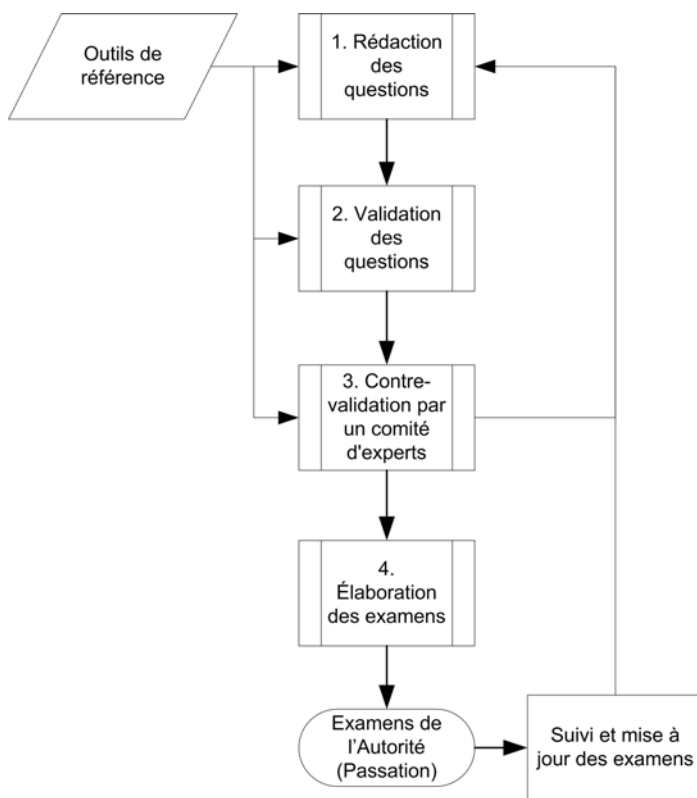 Outils de
référence
1. Rédaction
des
questions
2. Validation
des
questions
3. Contre-
validation par
un comité
d'experts
4.
Élaboration
des examens
Examens de
l’Autorité
(Passation)
Suivi et mise à
jour des examens